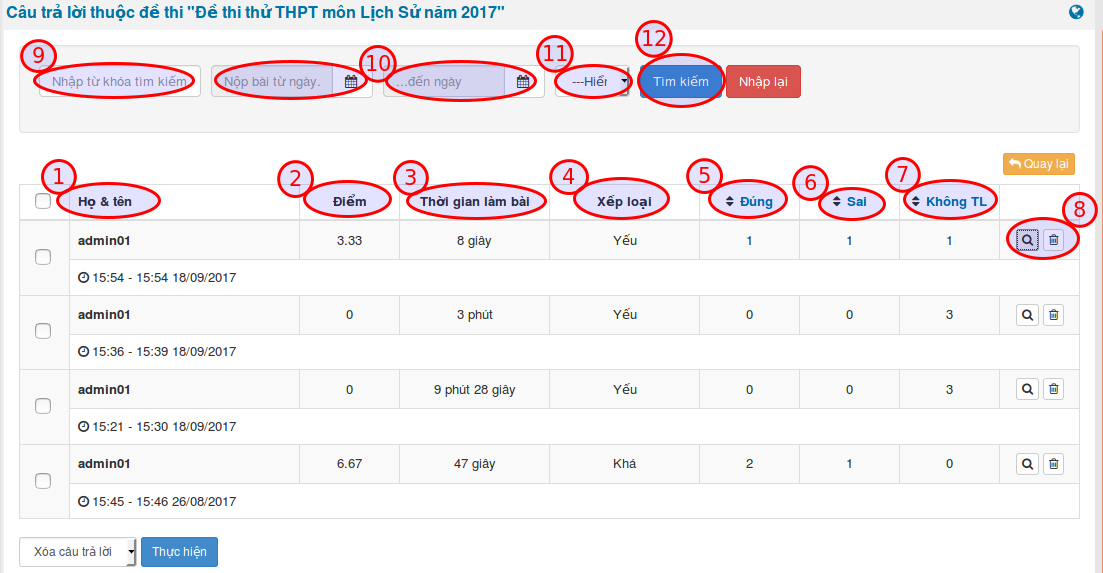 Câu trả lời thuộc đề thi "Đề thi thử THPT môn Lịch Sử năm 2017"
9 10 11 12
Nhập từ khóa tìm kiếm Nộp bài từ ngày. ...đến ngày ---Hiể Tìm kiếm Nhập lại
Quay lại
1 2 3 4 5 6 7 8
Họ & tên Điểm Thời gian làm bài Xếp loại Đúng Sai Không TL
admin01 3.33 8 giây Yếu 1 1 1
15:54 - 15:54 18/09/2017
admin01 0 3 phút Yếu 0 0 3
15:36 - 15:39 18/09/2017
admin01 0 9 phút 28 giây Yếu 0 0 3
15:21 - 15:30 18/09/2017
admin01 6.67 47 giây Khá 2 1 0
15:45 - 15:46 26/08/2017
Xóa câu trả lời Thực hiện